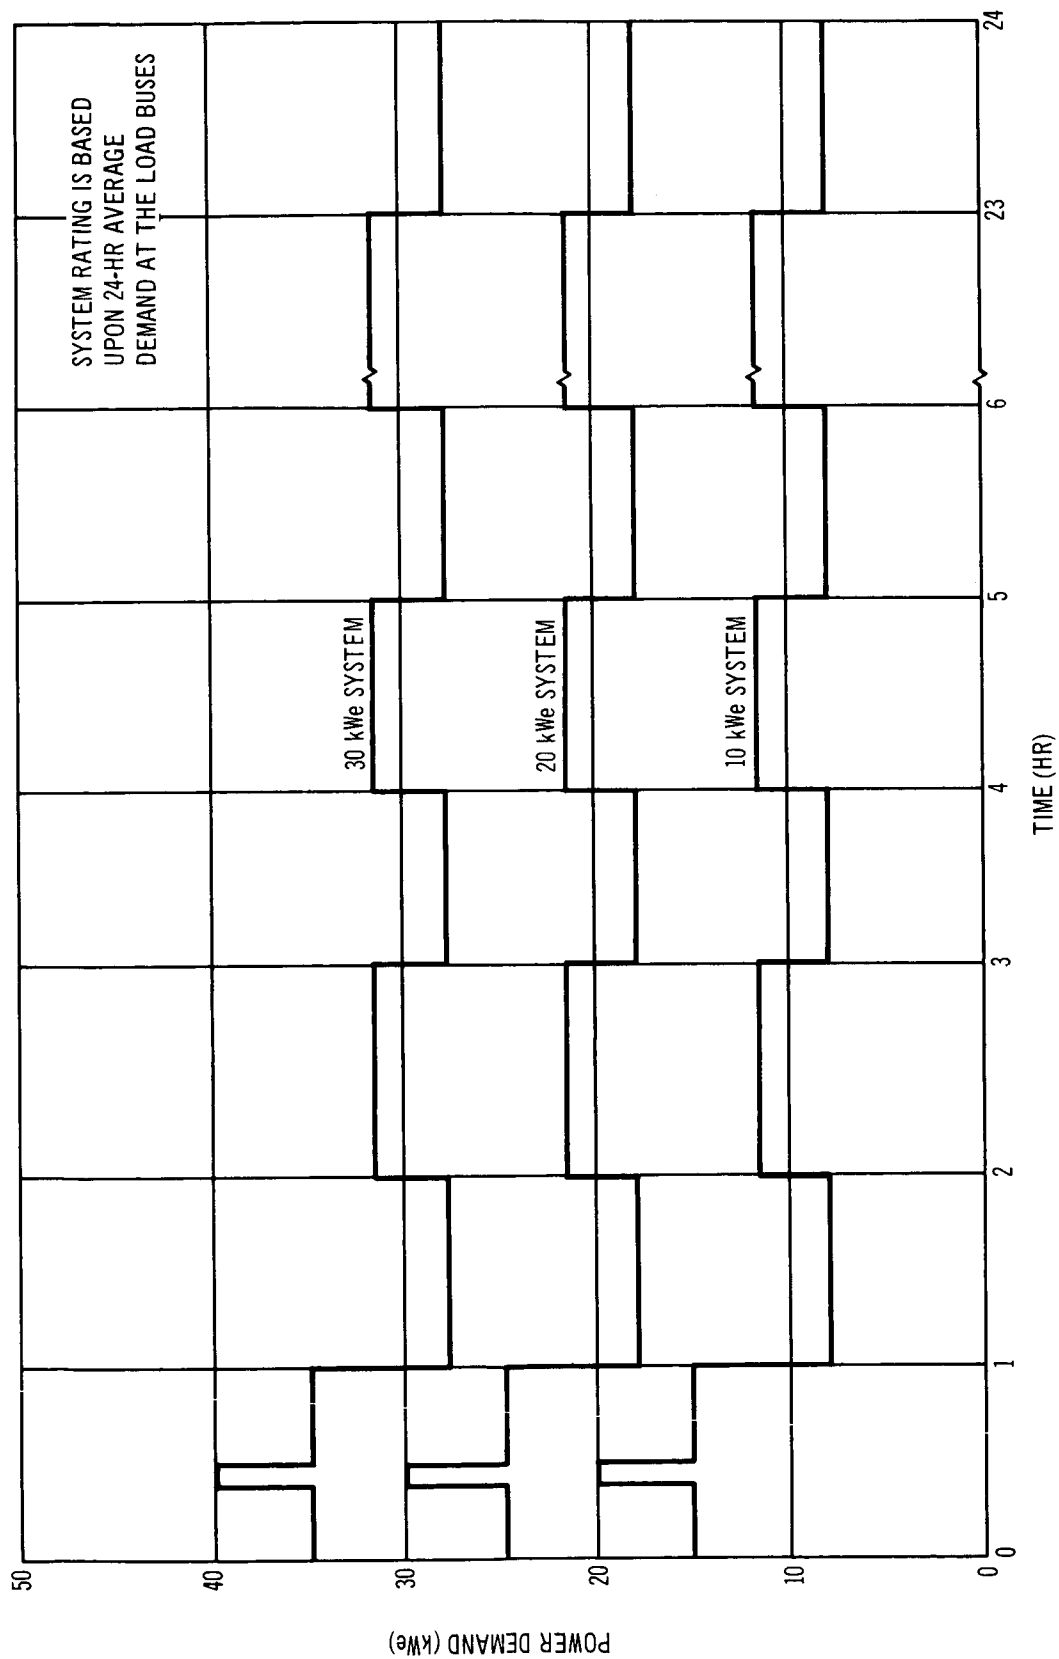 SYSTEM RATING IS BASED
UPON 24-HR AVERAGE
DEMAND AT THE LOAD BUSES
50
40
30
20
10
0
POWER DEMAND (kWe)
30 kWe SYSTEM
20 kWe SYSTEM
10 kWe SYSTEM
0
1
2
3
4
5
6
23
24
TIME (HR)